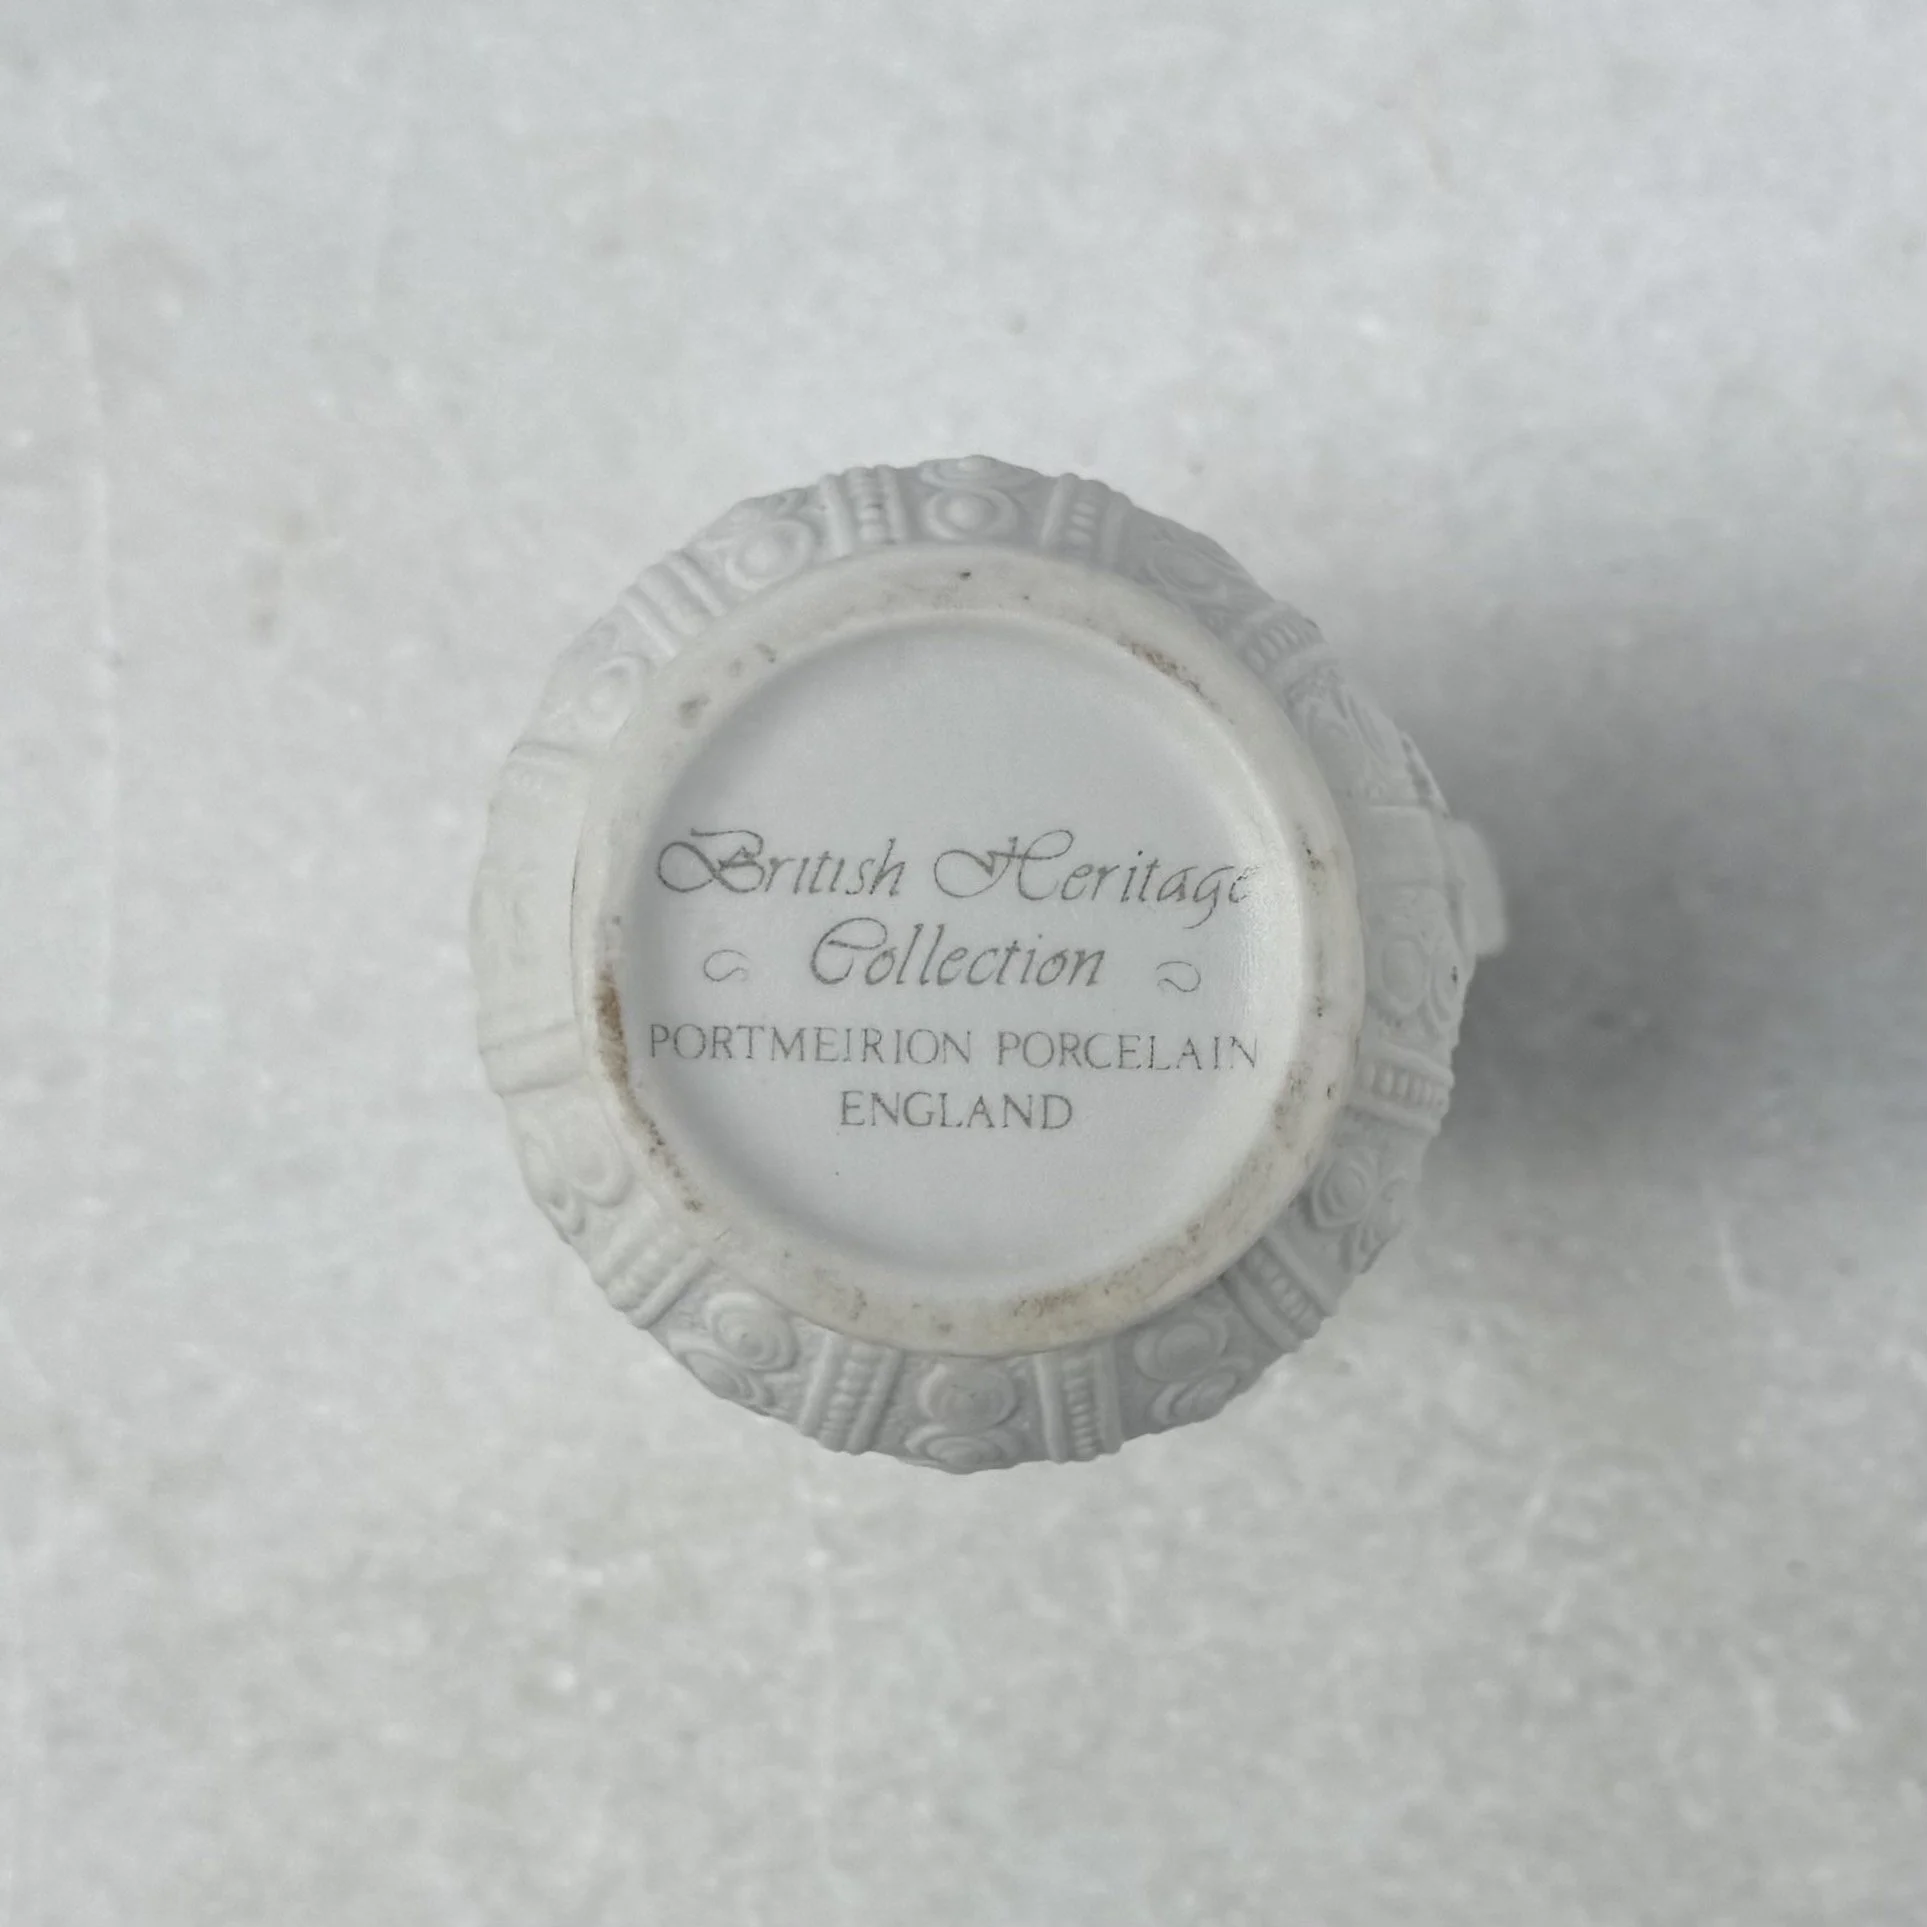 British Heritage
Collection
PORTMEIRION PORCELAIN
ENGLAND